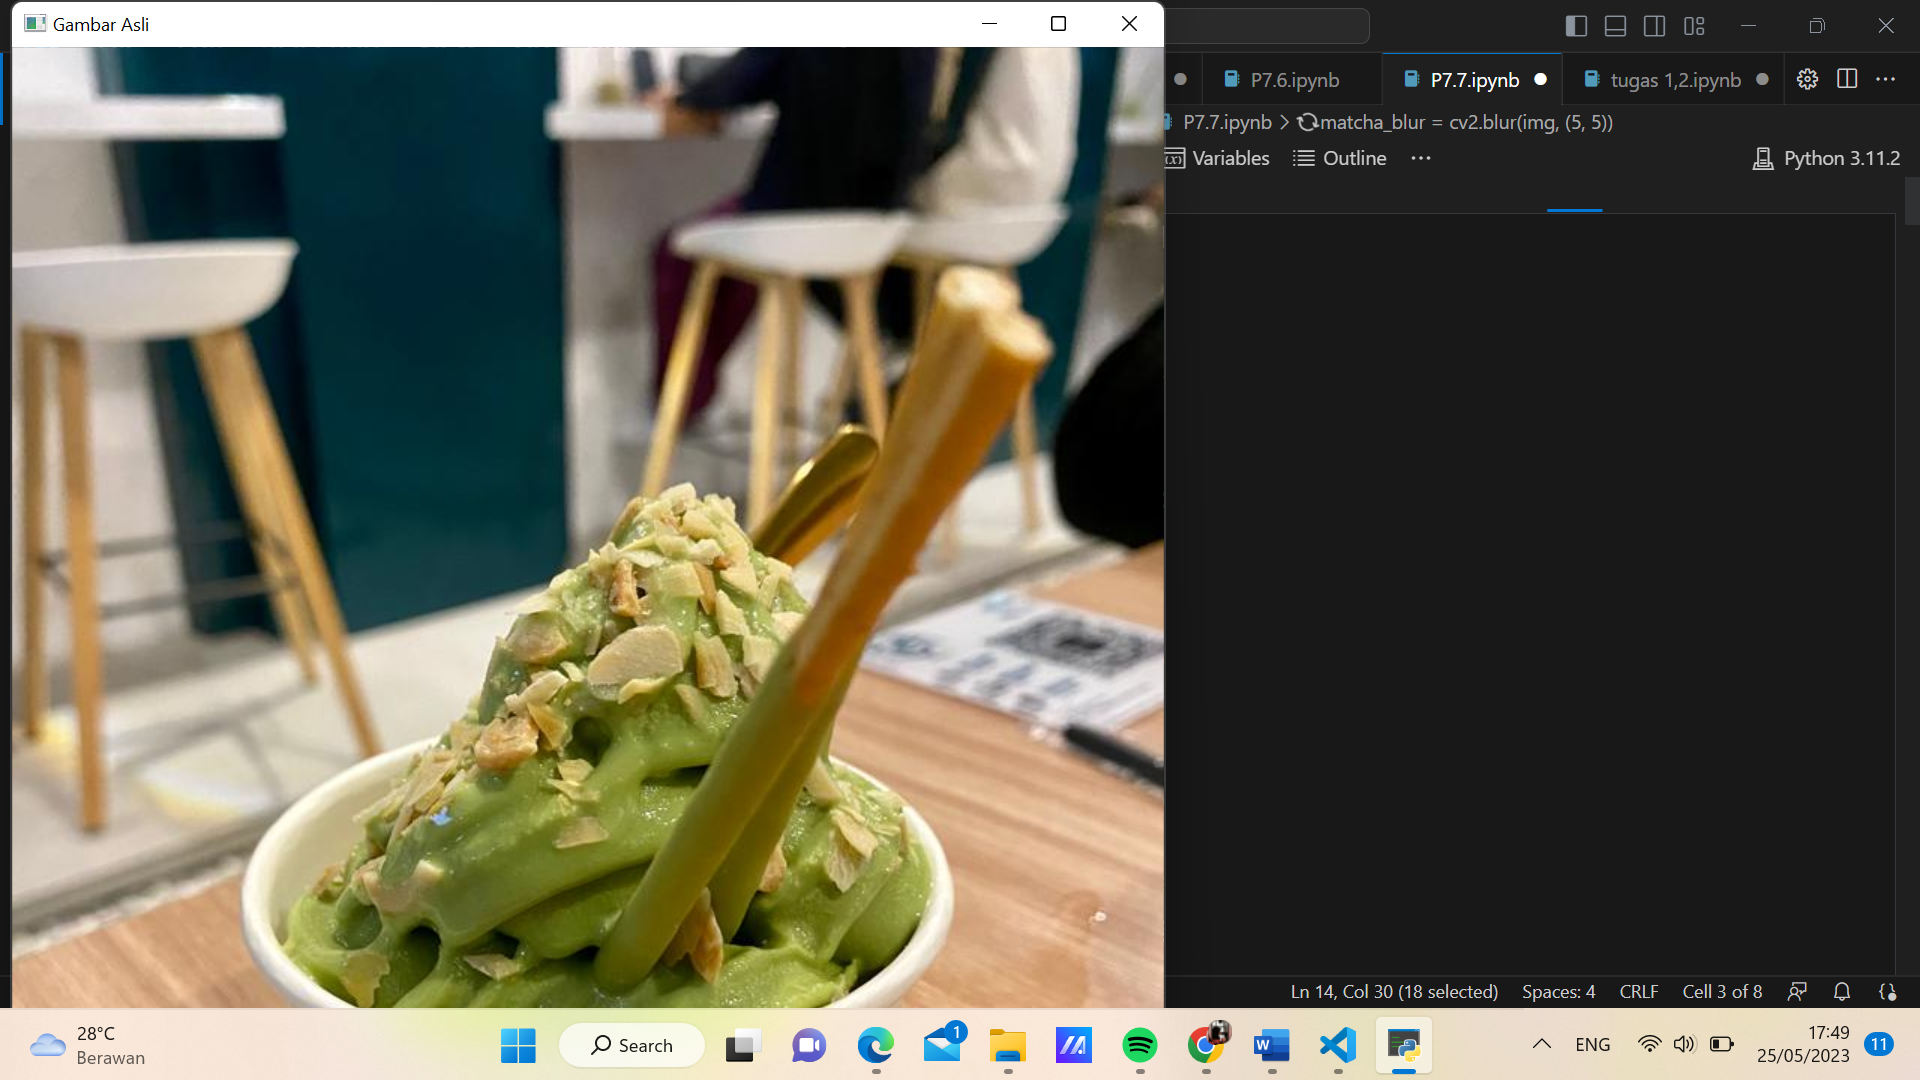 Gambar Asli
P7.6.ipynb
P7.7.ipynb
tugas 1,2.ipynb
P7.7.ipynb > matcha_blur = cv2.blur(img, (5, 5))
(x) Variables
Outline
Python 3.11.2
Ln 14, Col 30 (18 selected)
Spaces: 4
CRLF
Cell 3 of 8
28°C
Berawan
Search
1
W
ENG
17:49
25/05/2023
11